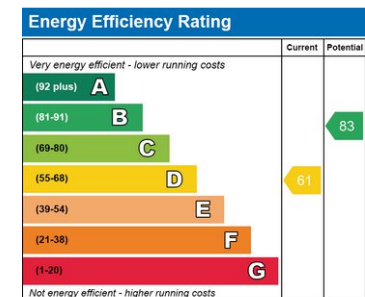 Energy Efficiency Rating
Current Potential
Very energy efficient - lower running costs
(92 plus) A
(81-91) B
83
(69-80) C
(55-68) D
61
(39-54) E
(21-38) F
(1-20) G
Not energy efficient - higher running costs